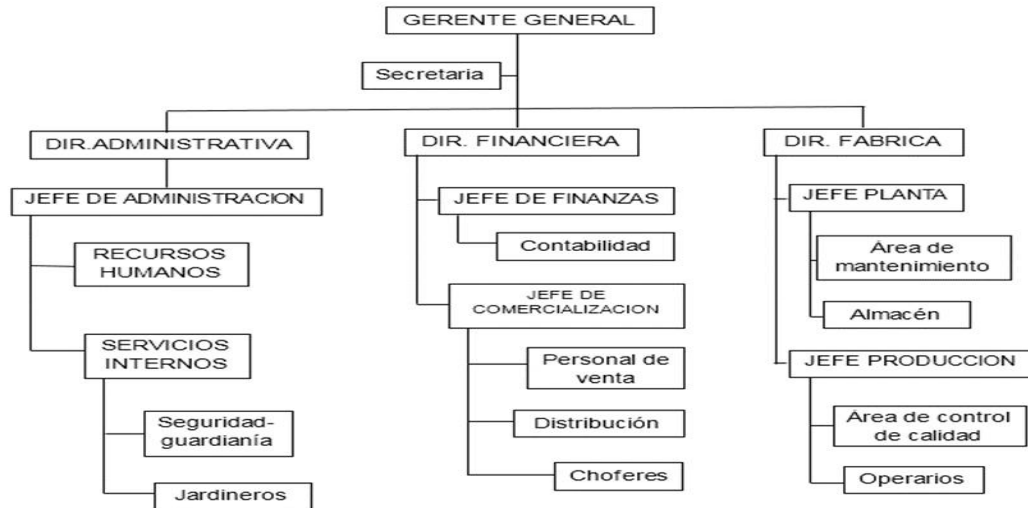 GERENTE GENERAL
Secretaria
DIR.ADMINISTRATIVA
JEFE DE ADMINISTRACION
RECURSOS
HUMANOS
SERVICIOS
INTERNOS
Seguridad-
guardianía
Jardineros
DIR. FINANCIERA
JEFE DE FINANZAS
Contabilidad
JEFE DE
COMERCIALIZACION
Personal de
venta
Distribución
Choferes
DIR. FABRICA
JEFE PLANTA
Área de
mantenimiento
Almacén
JEFE PRODUCCION
Área de control
de calidad
Operarios